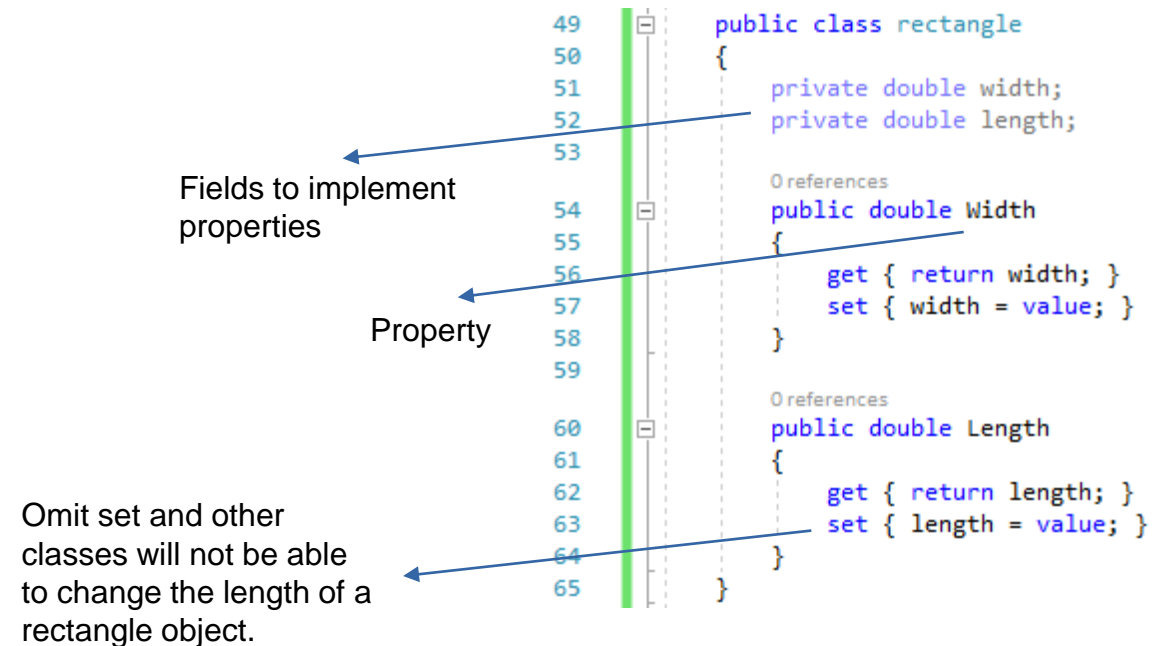 49 public class rectangle
50 {
51 private double width;
52 private double length;
53
Fields to implement
properties
0 references
54 public double Width
55 {
56 get { return width; }
57 set { width = value; }
Property
58 }
59
0 references
60 public double Length
61 {
62 get { return length; }
63 set { length = value; }
64 }
65 }
Omit set and other
classes will not be able
to change the length of a
rectangle object.